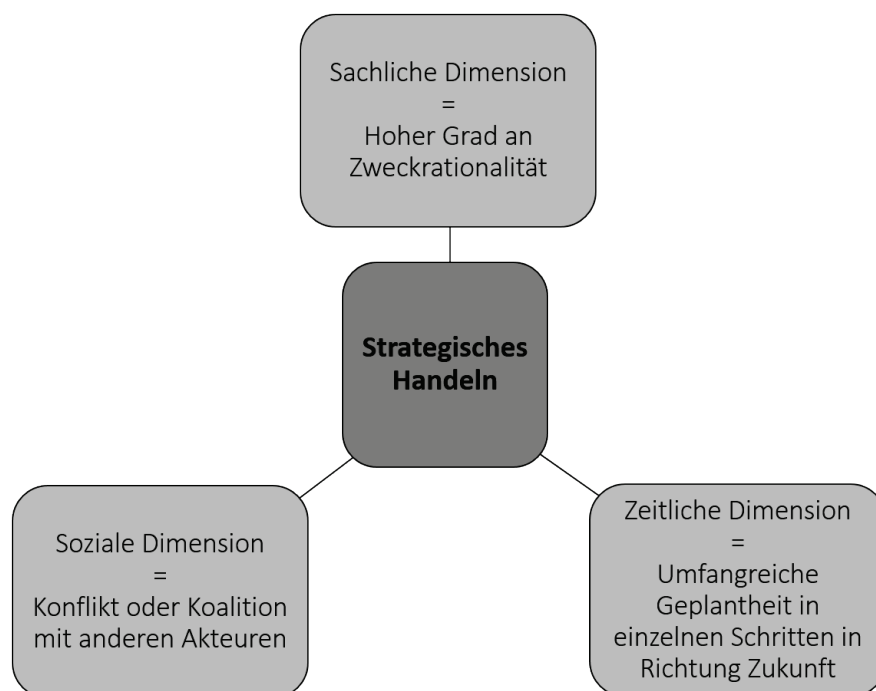 Sachliche Dimension
=
Hoher Grad an
Zweckrationalität
Strategisches
Handeln
Soziale Dimension
=
Konflikt oder Koalition
mit anderen Akteuren
Zeitliche Dimension
=
Umfangreiche
Geplantheit in
einzelnen Schritten in
Richtung Zukunft